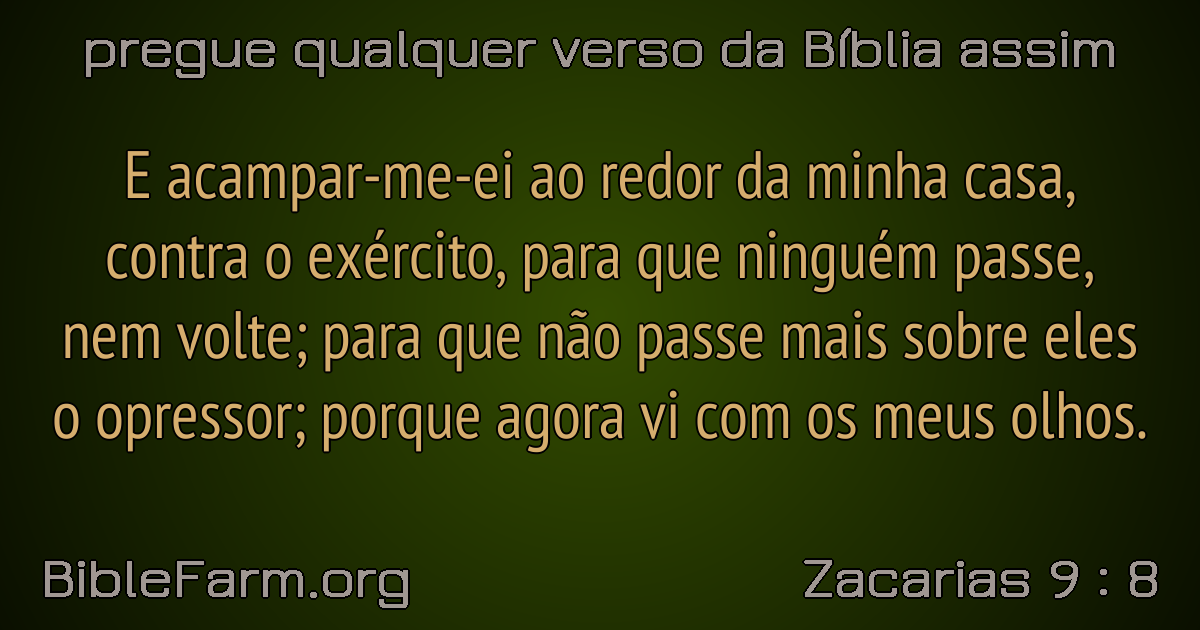 pregue qualquer verso da Bíblia assim
E acampar-me-ei ao redor da minha casa,
contra o exército, para que ninguém passe,
nem volte; para que não passe mais sobre eles
o opressor; porque agora vi com os meus olhos.
BibleFarm.org
Zacarias 9 : 8